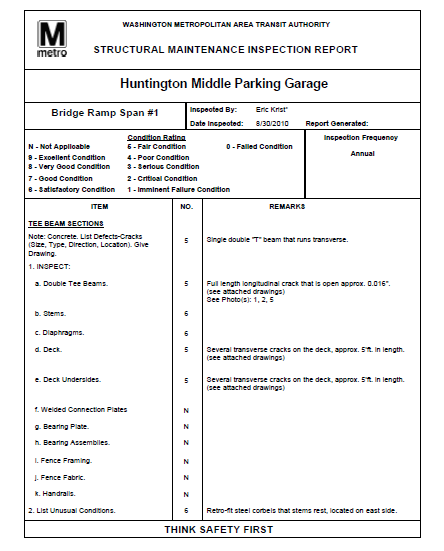 WASHINGTON METROPOLITAN AREA TRANSIT AUTHORITY
M
metro
STRUCTURAL MAINTENANCE INSPECTION REPORT
Huntington Middle Parking Garage
Bridge Ramp Span #1
Inspected By: Eric Krist*
Date Inspected: 8/30/2010 Report Generated:
Condition Rating
N - Not Applicable 5 - Fair Condition 0 - Failed Condition
9 - Excellent Condition 4 - Poor Condition
8 - Very Good Condition 3 - Serious Condition
7 - Good Condition 2 - Critical Condition
6 - Satisfactory Condition 1 - Imminent Failure Condition
Inspection Frequency
Annual
ITEM NO. REMARKS
TEE BEAM SECTIONS
Note: Concrete. List Defects-Cracks
(Size, Type, Direction, Location). Give
Drawing.
5 Single double "T" beam that runs transverse.
1. INSPECT:
a. Double Tee Beams. 5 Full length longitudinal crack that is open approx. 0.016".
(see attached drawings)
See Photo(s): 1, 2, 5
b. Stems. 6
c. Diaphragms. 6
d. Deck. 5 Several transverse cracks on the deck, approx. 5'ft. in length.
(see attached drawings)
e. Deck Undersides. 5 Several transverse cracks on the deck, approx. 5'ft. in length.
(see attached drawings)
f. Welded Connection Plates N
g. Bearing Plate. N
h. Bearing Assemblies. N
i. Fence Framing. N
j. Fence Fabric. N
k. Handrails. N
2. List Unusual Conditions. 6 Retro-fit steel corbels that stems rest, located on east side.
THINK SAFETY FIRST